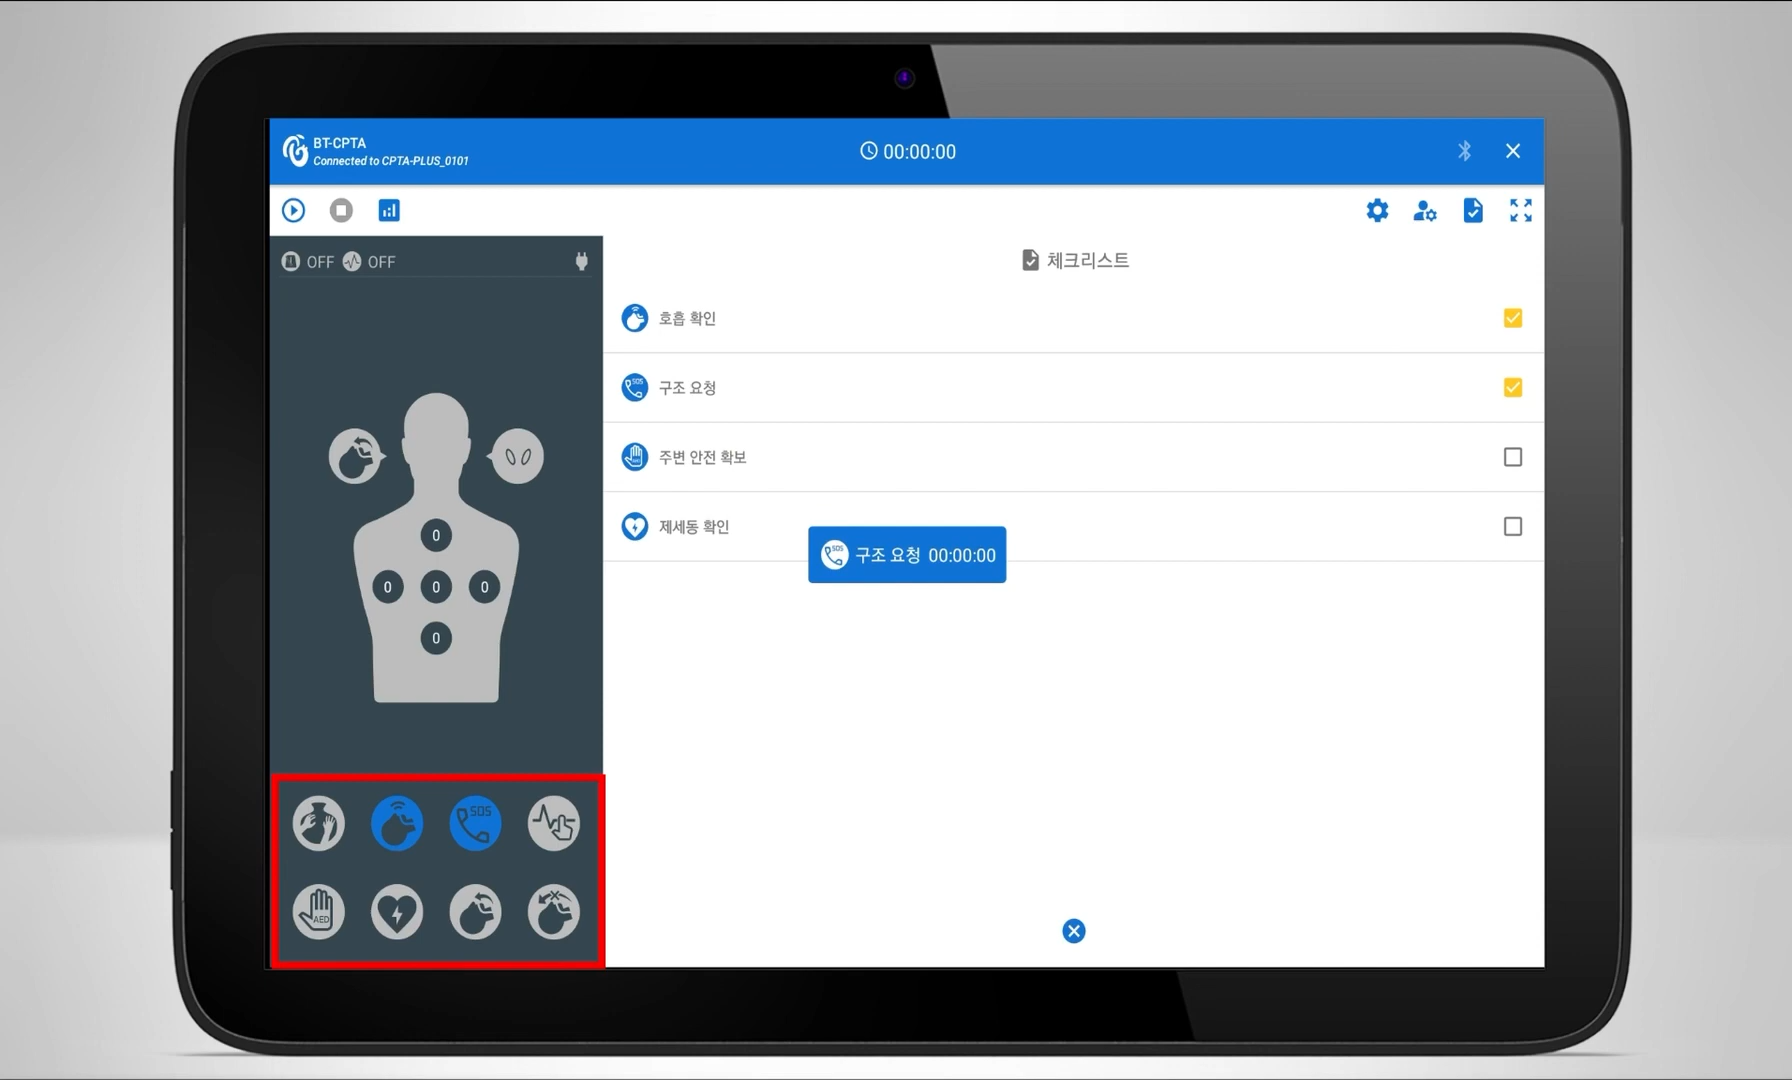 BT-CPTA
Connected to CPTA-PLUS_0101
00:00:00
OFF OFF
체크리스트
호흡 확인
SOS 구조 요청
주변 안전 확보
제세동 확인
SOS 구조 요청 00:00:00
0
0 0 0
0
SOS
AED